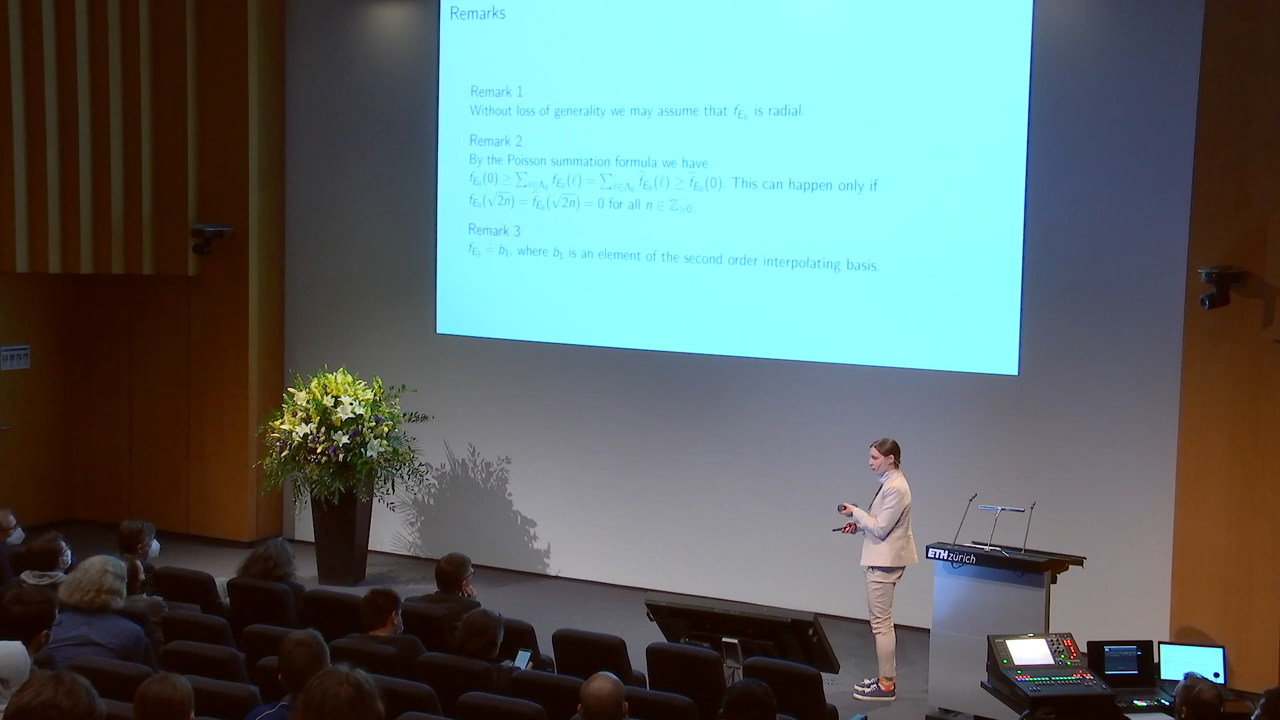 Remarks
Remark 1
Without loss of generality we may assume that f_{E_8} is radial.
Remark 2
By the Poisson summation formula we have
f_{E_8}(0) ≥ ∑_{ℓ∈Λ_8} f_{E_8}(ℓ) = ∑_{ℓ∈Λ_8} f̂_{E_8}(ℓ) ≥ f̂_{E_8}(0). This can happen only if
f_{E_8}(√2n) = f̂_{E_8}(√2n) = 0 for all n ∈ ℤ_{>0}.
Remark 3
f_{E_8} ≐ b_1, where b_1 is an element of the second order interpolating basis.
ETH zürich